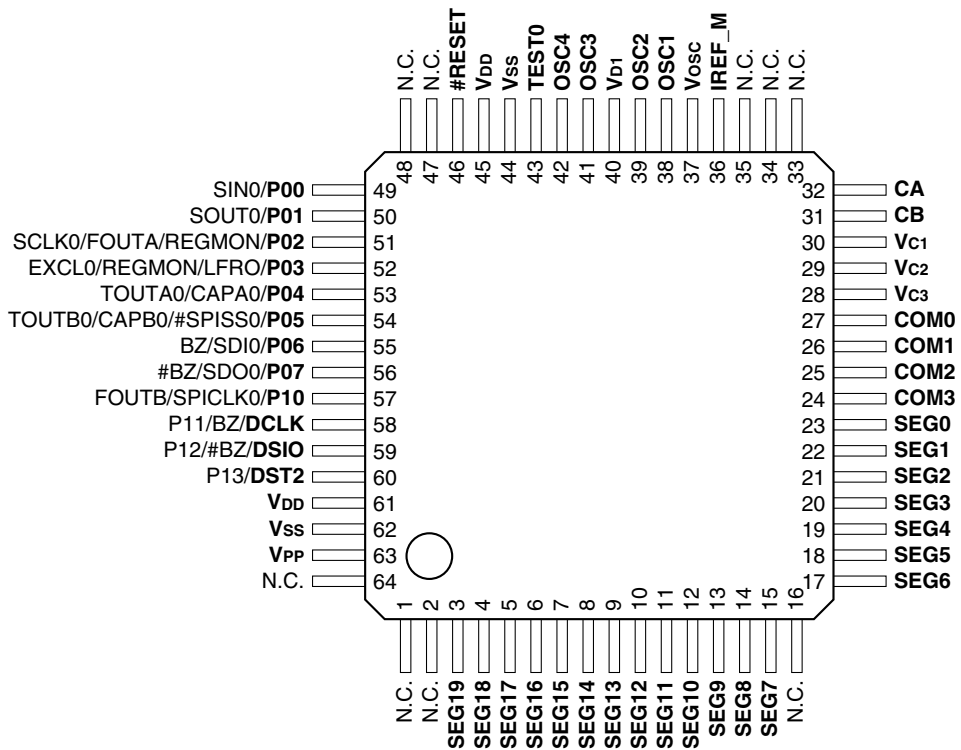 N.C.
N.C.
#RESET
VDD
VSS
TEST0
OSC4
OSC3
VD1
OSC2
OSC1
VOSC
IREF_M
N.C.
N.C.
N.C.
48
47
46
45
44
43
42
41
40
39
38
37
36
35
34
33
SIN0/P00 49
SOUT0/P01 50
SCLK0/FOUTA/REGMON/P02 51
EXCL0/REGMON/LFRO/P03 52
TOUTA0/CAPA0/P04 53
TOUTB0/CAPB0/#SPISS0/P05 54
BZ/SDI0/P06 55
#BZ/SDO0/P07 56
FOUTB/SPICLK0/P10 57
P11/BZ/DCLK 58
P12/#BZ/DSIO 59
P13/DST2 60
VDD 61
VSS 62
VPP 63
N.C. 64
32 CA
31 CB
30 VC1
29 VC2
28 VC3
27 COM0
26 COM1
25 COM2
24 COM3
23 SEG0
22 SEG1
21 SEG2
20 SEG3
19 SEG4
18 SEG5
17 SEG6
1
2
3
4
5
6
7
8
9
10
11
12
13
14
15
16
N.C.
N.C.
SEG19
SEG18
SEG17
SEG16
SEG15
SEG14
SEG13
SEG12
SEG11
SEG10
SEG9
SEG8
SEG7
N.C.